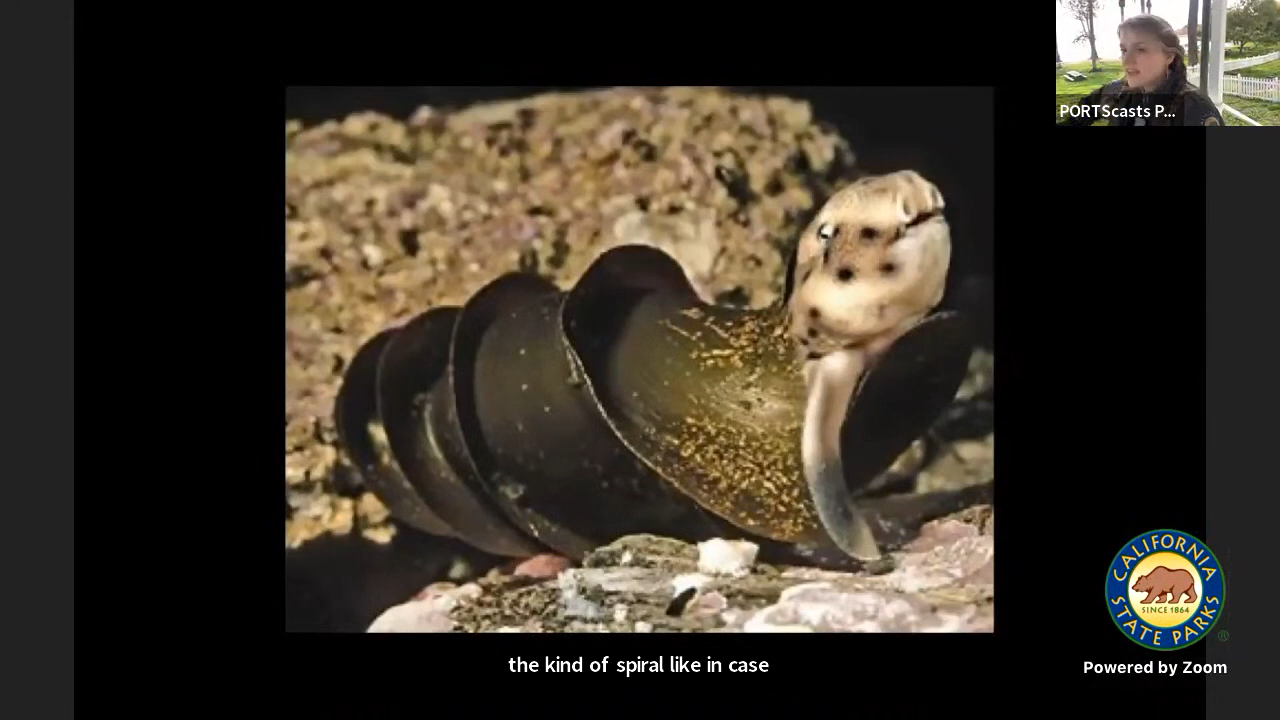 PORTScasts P...
CALIFORNIA
STATE PARKS
SINCE 1864
®
Powered by Zoom
the kind of spiral like in case